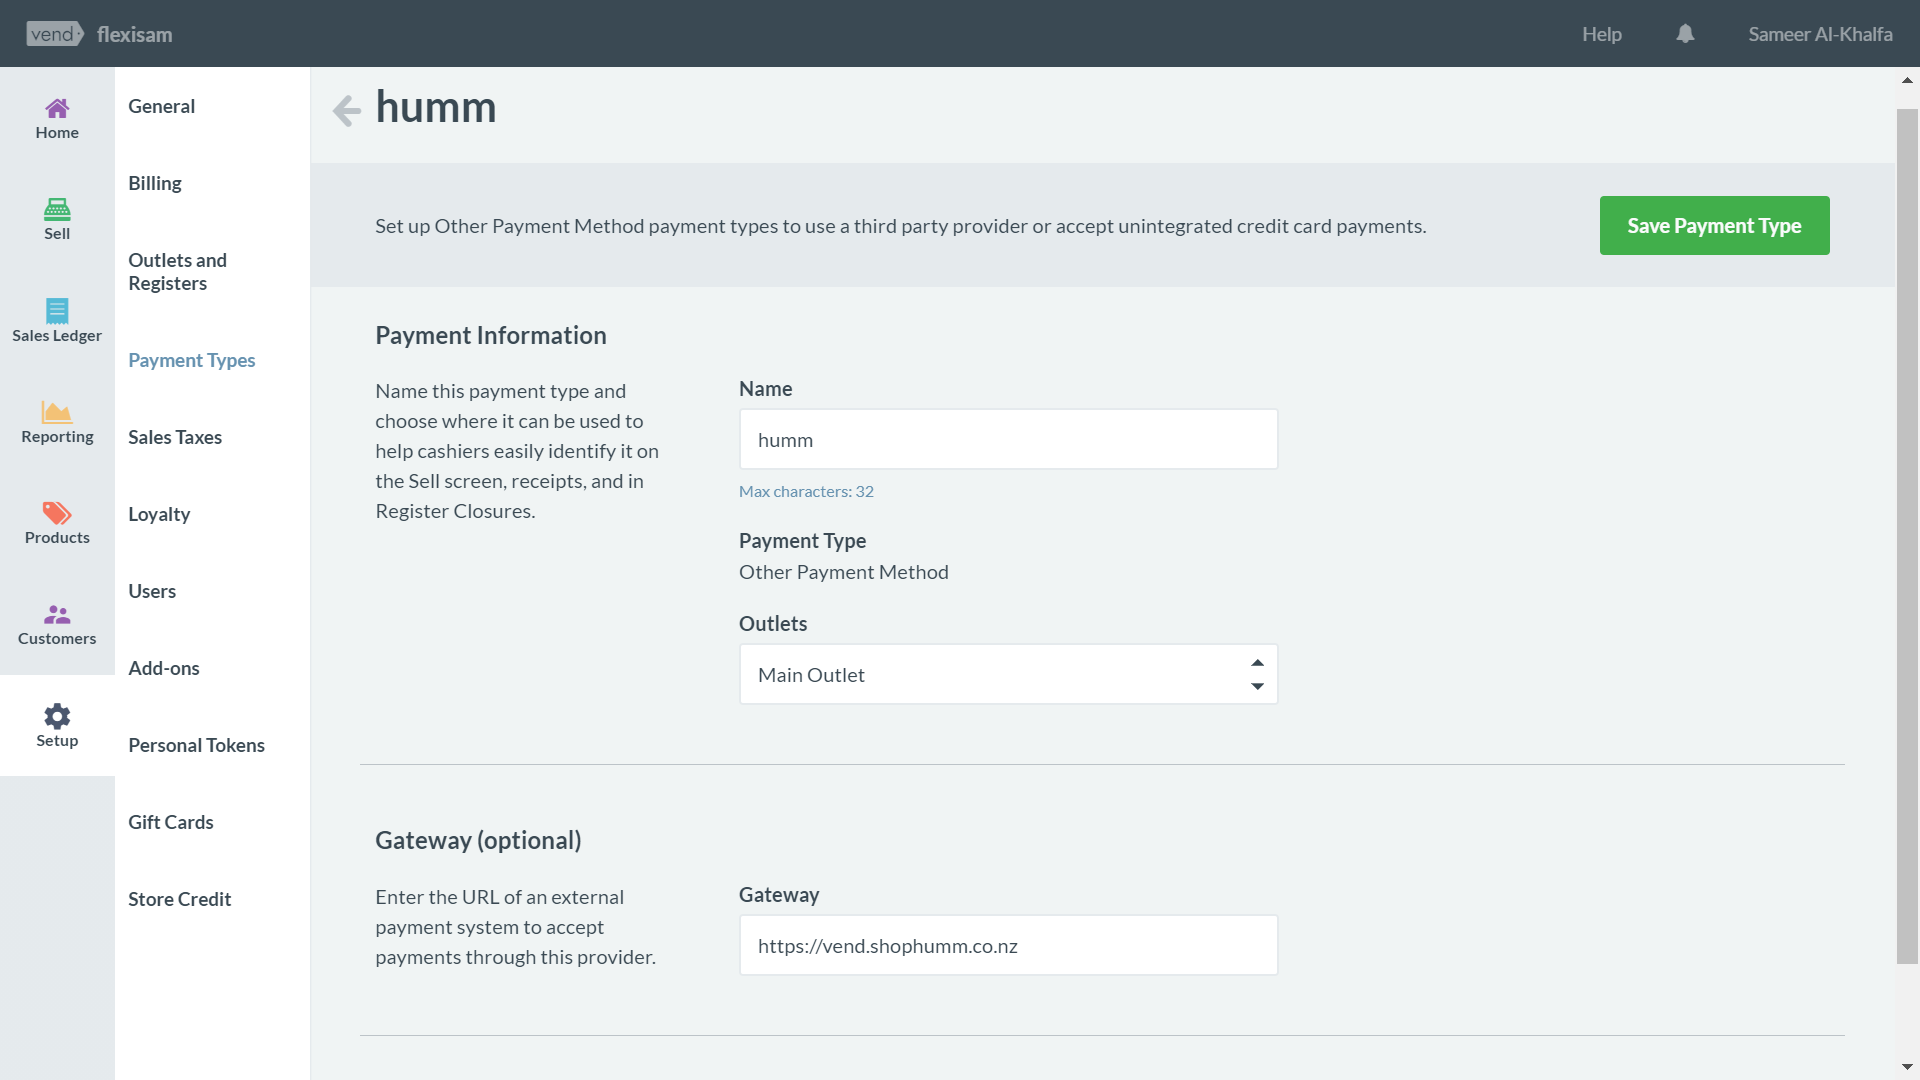 vend flexisam
Help
Sameer Al-Khalfa
Home
Sell
Sales Ledger
Reporting
Products
Customers
Setup
General
Billing
Outlets and
Registers
Payment Types
Sales Taxes
Loyalty
Users
Add-ons
Personal Tokens
Gift Cards
Store Credit
humm
Set up Other Payment Method payment types to use a third party provider or accept unintegrated credit card payments.
Save Payment Type
Payment Information
Name this payment type and
choose where it can be used to
help cashiers easily identify it on
the Sell screen, receipts, and in
Register Closures.
Name
humm
Max characters: 32
Payment Type
Other Payment Method
Outlets
Main Outlet
Gateway (optional)
Enter the URL of an external
payment system to accept
payments through this provider.
Gateway
https://vend.shophumm.co.nz